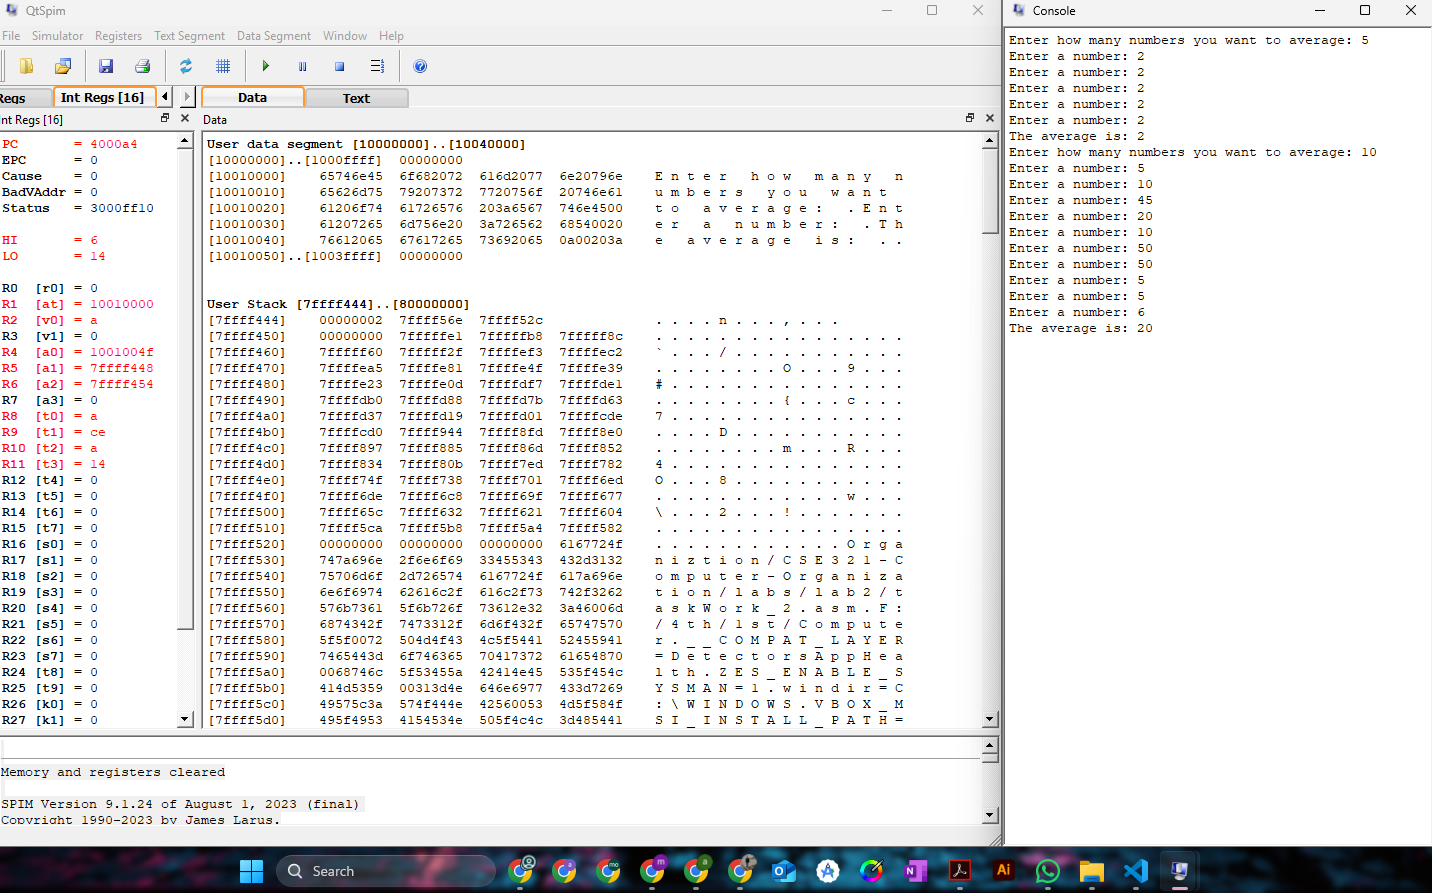 QtSpim
File Simulator Registers Text Segment Data Segment Window Help
Regs Int Regs [16] Data Text
Int Regs [16]
PC = 4000a4
EPC = 0
Cause = 0
BadVAddr = 0
Status = 3000ff10
HI = 6
LO = 14
R0 [r0] = 0
R1 [at] = 10010000
R2 [v0] = a
R3 [v1] = 0
R4 [a0] = 1001004f
R5 [a1] = 7ffff448
R6 [a2] = 7ffff454
R7 [a3] = 0
R8 [t0] = a
R9 [t1] = ce
R10 [t2] = a
R11 [t3] = 14
R12 [t4] = 0
R13 [t5] = 0
R14 [t6] = 0
R15 [t7] = 0
R16 [s0] = 0
R17 [s1] = 0
R18 [s2] = 0
R19 [s3] = 0
R20 [s4] = 0
R21 [s5] = 0
R22 [s6] = 0
R23 [s7] = 0
R24 [t8] = 0
R25 [t9] = 0
R26 [k0] = 0
R27 [k1] = 0
Data
User data segment [10000000]..[10040000]
[10000000]..[1000ffff] 00000000
[10010000] 65746e45 6f682072 616d2077 6e20796e E n t e r h o w m a n y n
[10010010] 65626d75 79207372 7720756f 20746e61 u m b e r s y o u w a n t
[10010020] 61206f74 61726576 203a6567 746e4500 t o a v e r a g e : . E n t
[10010030] 61207265 6d756e20 3a726562 68540020 e r a n u m b e r : . T h
[10010040] 76612065 67617265 73692065 0a00203a e a v e r a g e i s : . .
[10010050]..[1003ffff] 00000000
User Stack [7ffff444]..[80000000]
[7ffff444] 00000002 7ffff56e 7ffff52c . . . . n . . . , . . .
[7ffff450] 00000000 7fffffe1 7fffffb8 7fffff8c . . . . . . . . . . . . . . . .
[7ffff460] 7fffff60 7fffff2f 7ffffef3 7ffffec2 ` . . . / . . . . . . . . . . .
[7ffff470] 7ffffea5 7ffffe81 7ffffe4f 7ffffe39 . . . . . . . . O . . . 9 . . .
[7ffff480] 7ffffe23 7ffffe0d 7ffffdf7 7ffffde1 # . . . . . . . . . . . . . . .
[7ffff490] 7ffffdb0 7ffffd88 7ffffd7b 7ffffd63 . . . . . . . . { . . . c . . .
[7ffff4a0] 7ffffd37 7ffffd19 7ffffd01 7ffffcde 7 . . . . . . . . . . . . . . .
[7ffff4b0] 7ffffcd0 7ffff944 7ffff8fd 7ffff8e0 . . . . D . . . . . . . . . . .
[7ffff4c0] 7ffff897 7ffff885 7ffff86d 7ffff852 . . . . . . . . m . . . R . . .
[7ffff4d0] 7ffff834 7ffff80b 7ffff7ed 7ffff782 4 . . . . . . . . . . . . . . .
[7ffff4e0] 7ffff74f 7ffff738 7ffff701 7ffff6ed O . . . 8 . . . . . . . . . . .
[7ffff4f0] 7ffff6de 7ffff6c8 7ffff69f 7ffff677 . . . . . . . . . . . . w . . .
[7ffff500] 7ffff65c 7ffff632 7ffff621 7ffff604 \ . . . 2 . . . ! . . . . . . .
[7ffff510] 7ffff5ca 7ffff5b8 7ffff5a4 7ffff582 . . . . . . . . . . . . . . . .
[7ffff520] 00000000 00000000 00000000 6167724f . . . . . . . . . . . . O r g a
[7ffff530] 747a696e 2f6e6f69 33455343 432d3132 n i z t i o n / C S E 3 2 1 - C
[7ffff540] 75706d6f 2d726574 6167724f 617a696e o m p u t e r - O r g a n i z a
[7ffff550] 6e6f6974 62616c2f 616c2f73 742f3262 t i o n / l a b s / l a b 2 / t
[7ffff560] 576b7361 5f6b726f 73612e32 3a46006d a s k W o r k _ 2 . a s m . F :
[7ffff570] 6874342f 7473312f 6d6f432f 65747570 / 4 t h / 1 s t / C o m p u t e
[7ffff580] 5f5f0072 504d4f43 4c5f5441 52455941 r . _ _ C O M P A T _ L A Y E R
[7ffff590] 7465443d 6f746365 70417372 61654870 = D e t e c t o r s A p p H e a
[7ffff5a0] 0068746c 5f53455a 42414e45 535f454c l t h . Z E S _ E N A B L E _ S
[7ffff5b0] 414d5359 00313d4e 646e6977 433d7269 Y S M A N = 1 . w i n d i r = C
[7ffff5c0] 49575c3a 574f444e 42560053 4d5f584f : \ W I N D O W S . V B O X _ M
[7ffff5d0] 495f4953 4154534e 505f4c4c 3d485441 S I _ I N S T A L L _ P A T H =
Memory and registers cleared
SPIM Version 9.1.24 of August 1, 2023 (final)
Copyright 1990-2023 by James Larus.
Console
Enter how many numbers you want to average: 5
Enter a number: 2
Enter a number: 2
Enter a number: 2
Enter a number: 2
Enter a number: 2
The average is: 2
Enter how many numbers you want to average: 10
Enter a number: 5
Enter a number: 10
Enter a number: 45
Enter a number: 20
Enter a number: 10
Enter a number: 50
Enter a number: 50
Enter a number: 5
Enter a number: 5
Enter a number: 6
The average is: 20
Search